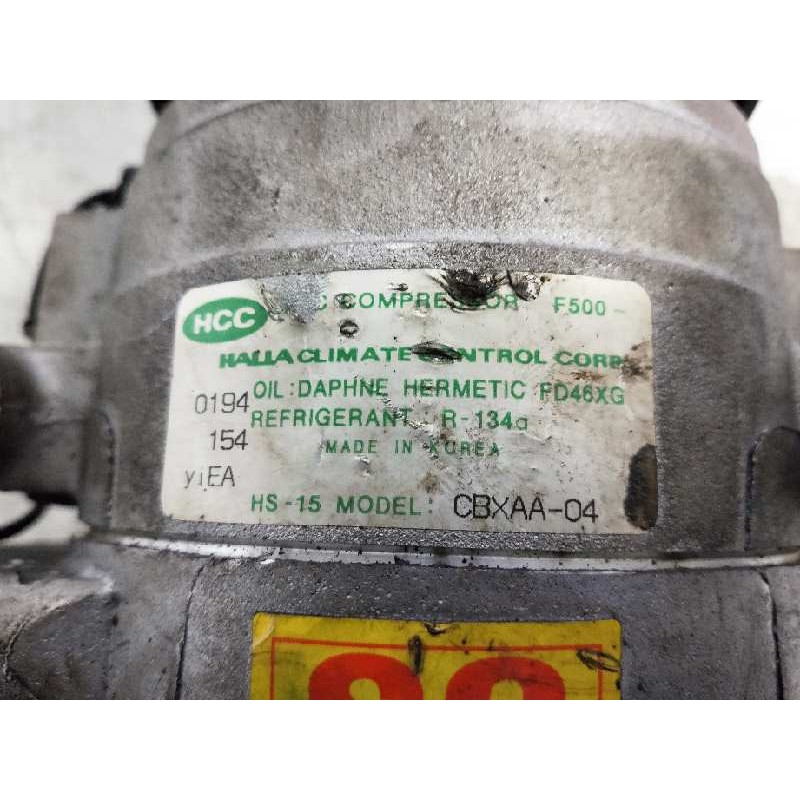 HCC COMPRESSOR F500-
HALLA CLIMATE CONTROL CORP
0194 OIL:DAPHNE HERMETIC FD46XG
REFRIGERANT R-134a
154 MADE IN KOREA
yiEA
HS-15 MODEL: CBXAA-04